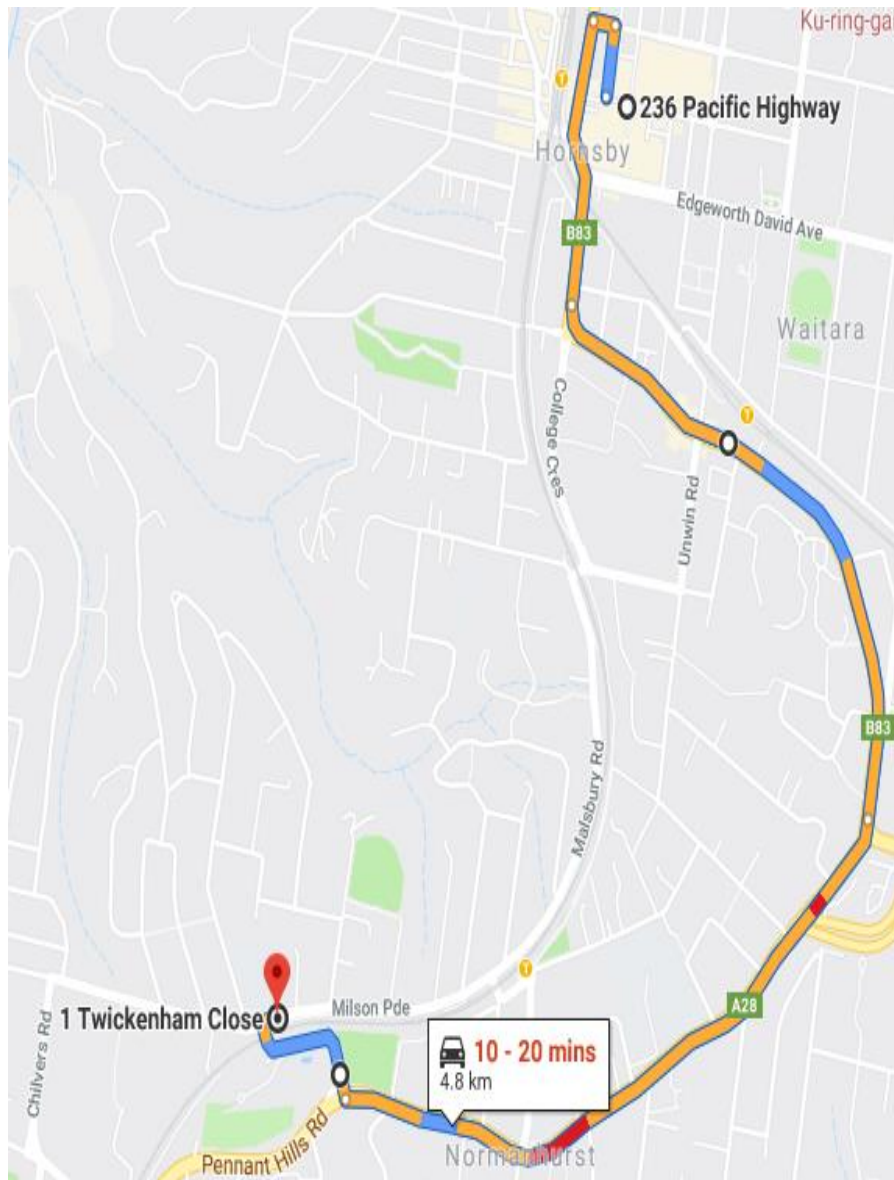 Ku-ring-gai
T
236 Pacific Highway
Hornsby
Edgeworth David Ave
B83
Waitara
College Cres
T
Unwin Rd
B83
Malsbury Rd
T
1 Twickenham Close
Milson Pde
A28
10 - 20 mins
4.8 km
Chilvers Rd
Pennant Hills Rd
Normanhurst